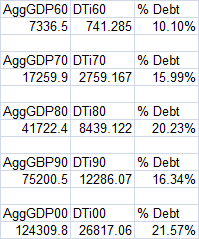 AggGDP60 DTi60 % Debt
7336.5 741.285 10.10%
AggGDP70 DTi70 % Debt
17259.9 2759.167 15.99%
AggGDP80 DTi80 % Debt
41722.4 8439.122 20.23%
AggGBP90 DTi90 % Debt
75200.5 12286.07 16.34%
AggGDP00 DTi00 % Debt
124309.8 26817.06 21.57%